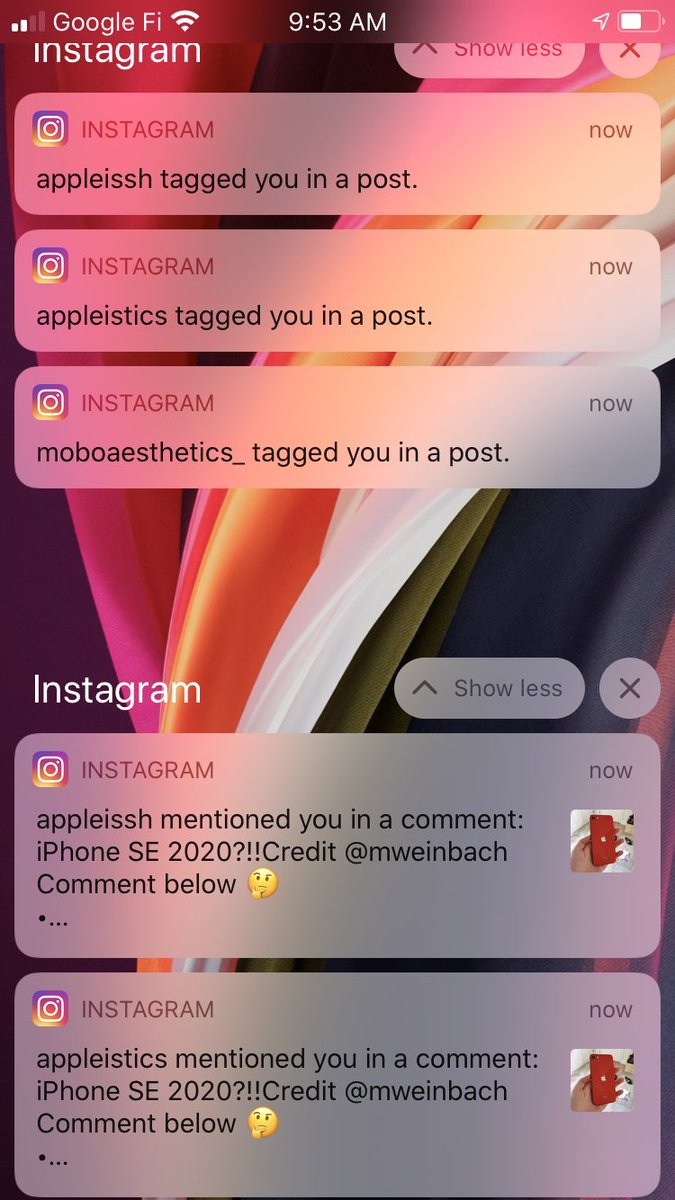 Google Fi 9:53 AM
Instagram Show less
INSTAGRAM now
appleissh tagged you in a post.
INSTAGRAM now
appleistics tagged you in a post.
INSTAGRAM now
moboaesthetics_ tagged you in a post.
Instagram Show less
INSTAGRAM now
appleissh mentioned you in a comment:
iPhone SE 2020?!!Credit @mweinbach
Comment below 🤔
•...
INSTAGRAM now
appleistics mentioned you in a comment:
iPhone SE 2020?!!Credit @mweinbach
Comment below 🤔
•...